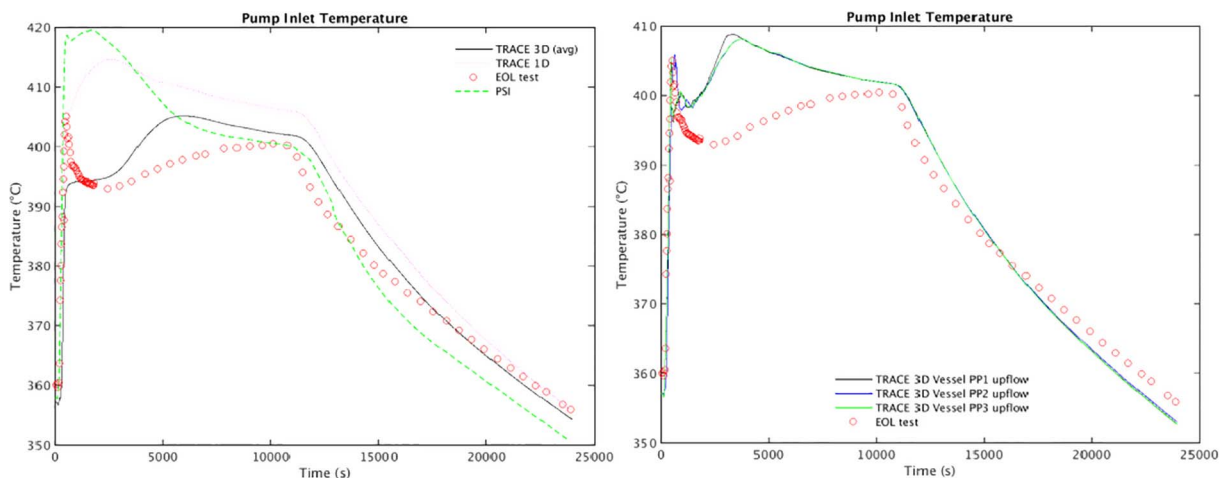 Pump Inlet Temperature
420
410
400
390
380
370
360
350
Temperature (°C)
0
5000
10000
15000
20000
25000
Time (s)
TRACE 3D (avg)
TRACE 1D
EOL test
PSI
Pump Inlet Temperature
410
400
390
380
370
360
350
Temperature (°C)
0
5000
10000
15000
20000
25000
Time (s)
TRACE 3D Vessel PP1 upflow
TRACE 3D Vessel PP2 upflow
TRACE 3D Vessel PP3 upflow
EOL test